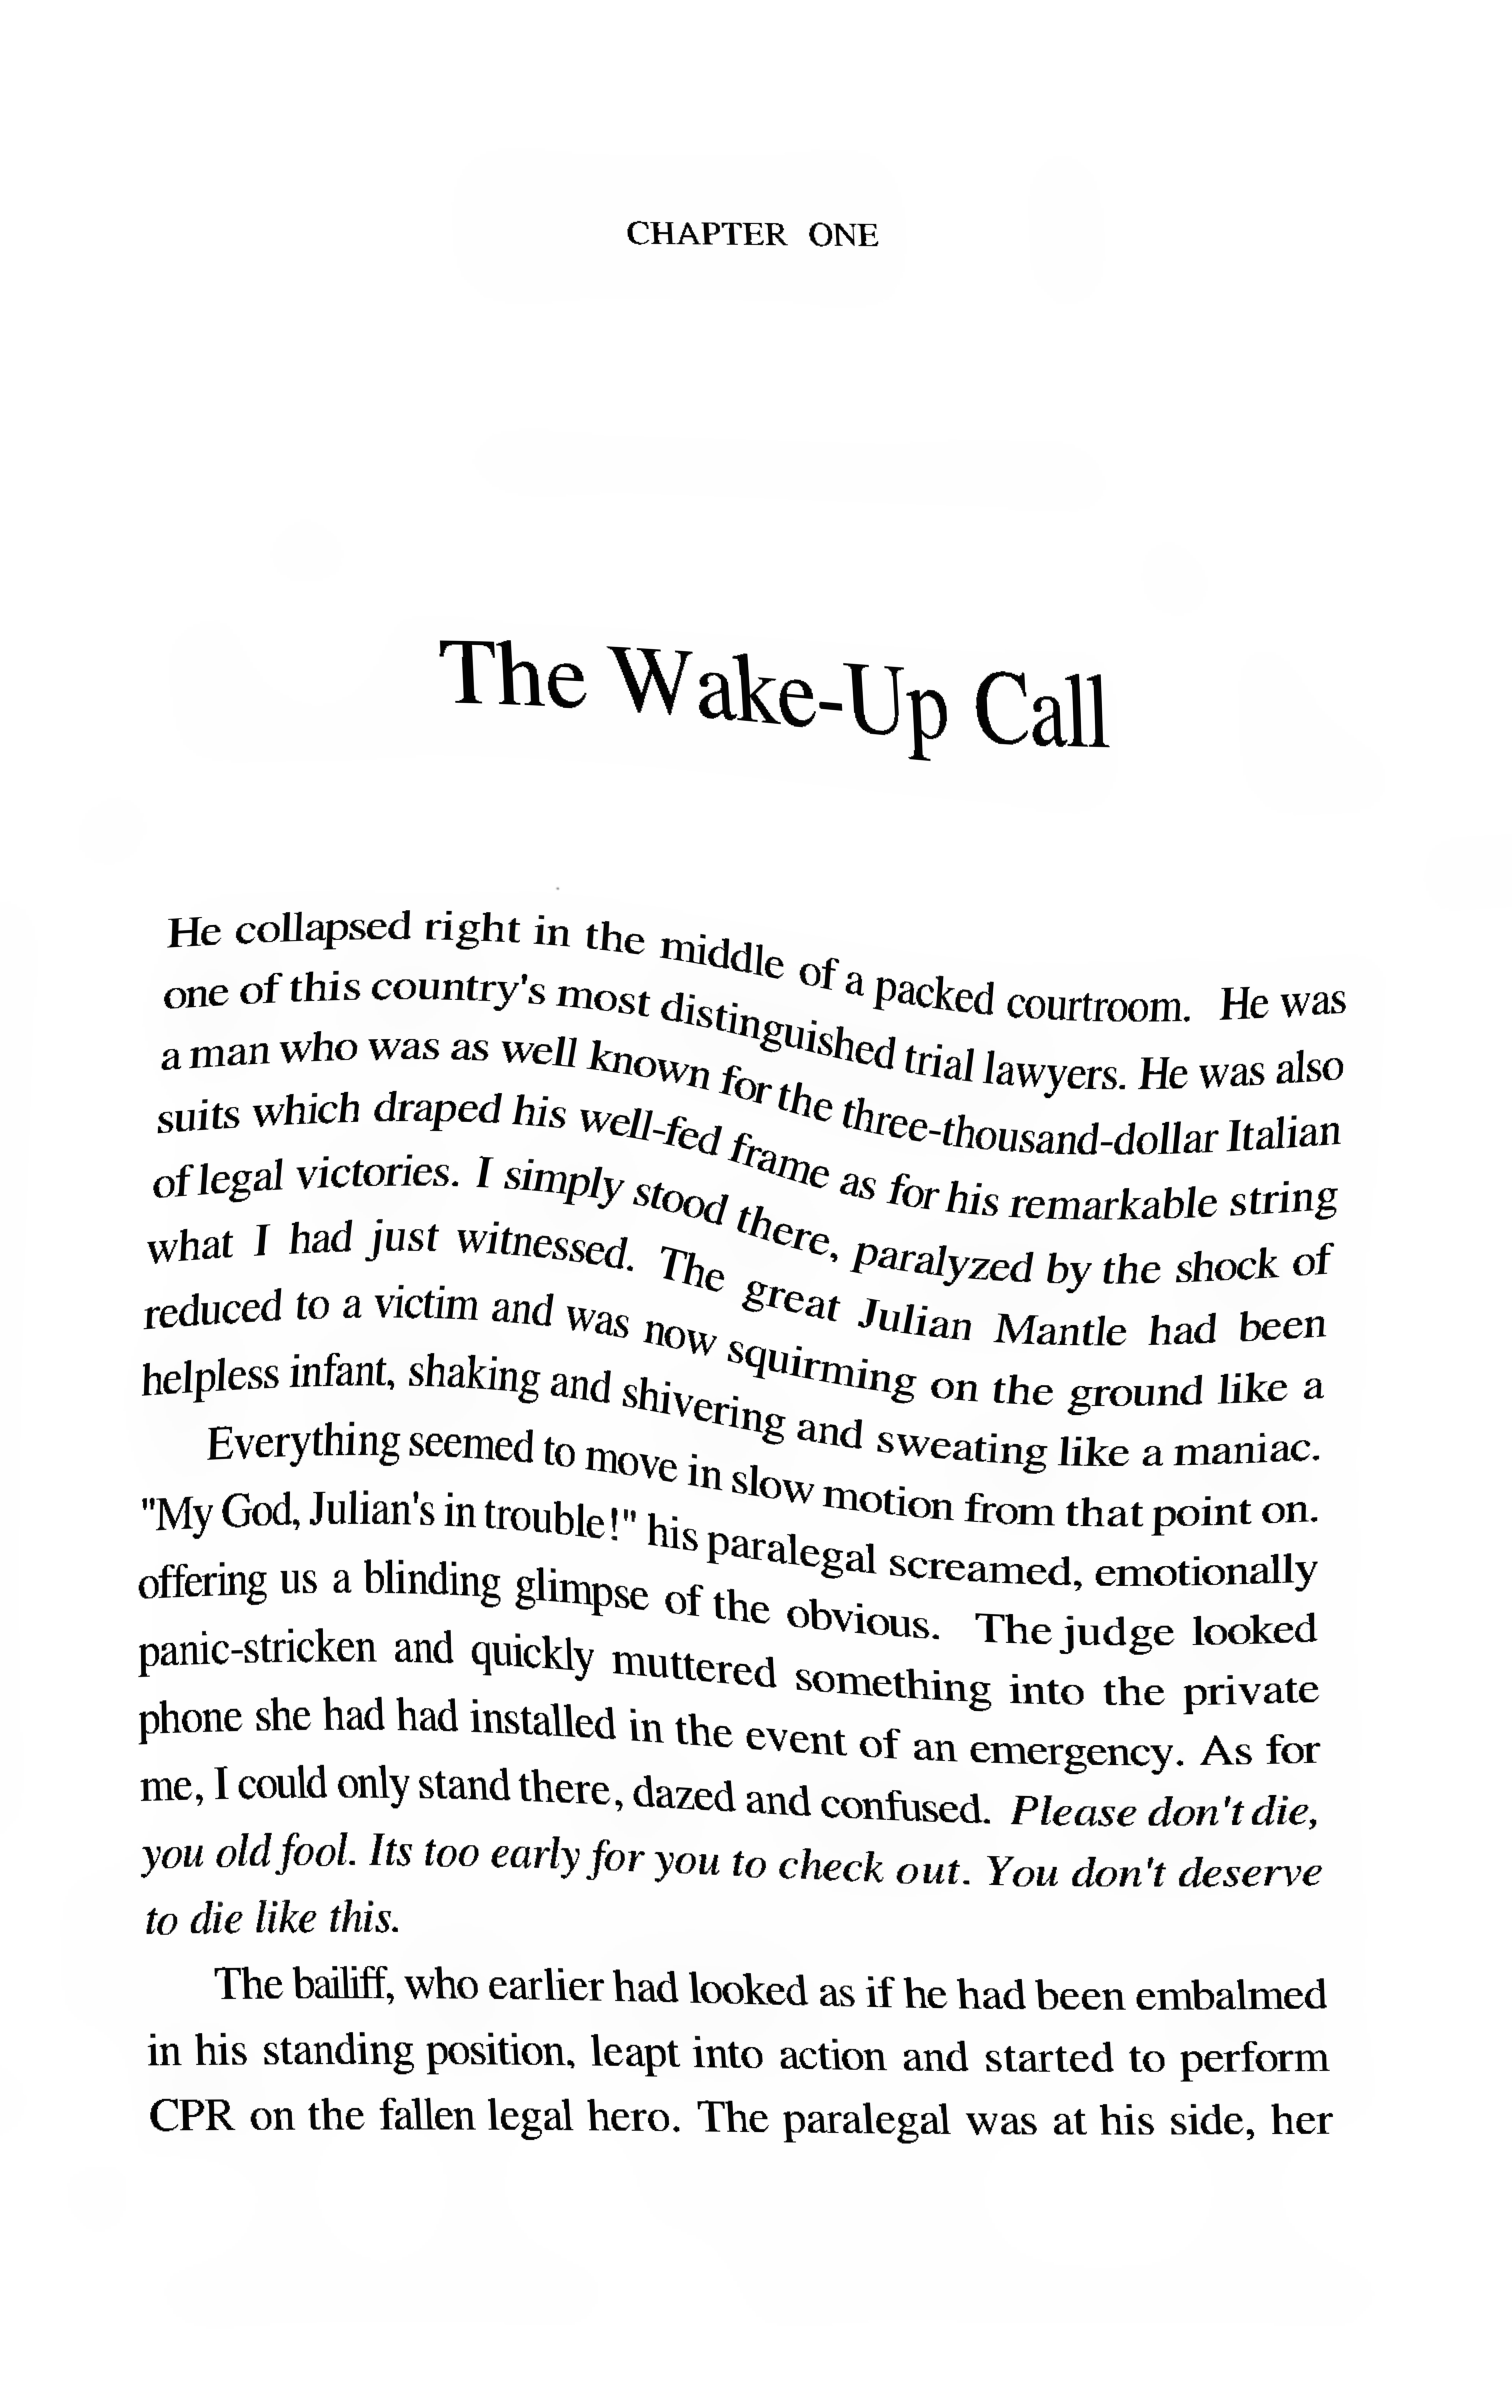 CHAPTER ONE
The Wake-Up Call
He collapsed right in the middle of a packed courtroom. He was
one of this country's most distinguished trial lawyers. He was also
a man who was as well known for the three-thousand-dollar Italian
suits which draped his well-fed frame as for his remarkable string
of legal victories. I simply stood there, paralyzed by the shock of
what I had just witnessed. The great Julian Mantle had been
reduced to a victim and was now squirming on the ground like a
helpless infant, shaking and shivering and sweating like a maniac.
Everything seemed to move in slow motion from that point on.
"My God, Julian's in trouble!" his paralegal screamed, emotionally
offering us a blinding glimpse of the obvious. The judge looked
panic-stricken and quickly muttered something into the private
phone she had had installed in the event of an emergency. As for
me, I could only stand there, dazed and confused. Please don't die,
you old fool. Its too early for you to check out. You don't deserve
to die like this.
The bailiff, who earlier had looked as if he had been embalmed
in his standing position, leapt into action and started to perform
CPR on the fallen legal hero. The paralegal was at his side, her